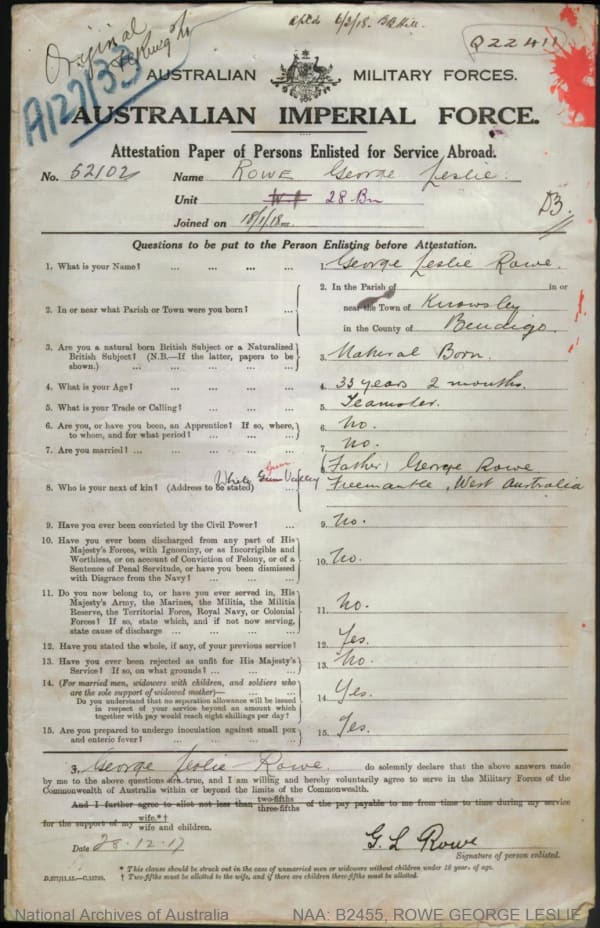 Original
A127133
Q22411
AUSTRALIAN MILITARY FORCES.
AUSTRALIAN IMPERIAL FORCE.
Attestation Paper of Persons Enlisted for Service Abroad.
No. 52102 Name ROWE George Leslie.
Unit 28 Bn
D3.
Joined on 18/1/18
Questions to be put to the Person Enlisting before Attestation.
1. What is your Name? ... ... ... ... 1. George Leslie Rowe.
2. In or near what Parish or Town were you born? ... 2. In the Parish of in or
near the Town of Knowsley
in the County of Bendigo.
3. Are you a natural born British Subject or a Naturalized
British Subject? (N.B.—If the latter, papers to be
shown.) ... ... ... ... ... 3. Natural Born.
4. What is your Age? ... ... ... ... 4. 33 years 2 months.
5. What is your Trade or Calling? ... ... ... 5. Teamster.
6. Are you, or have you been, an Apprentice? If so, where,
to whom, and for what period? ... ... ... 6. No.
7. Are you married? ... ... ... ... 7. No.
(Father) George Rowe
8. Who is your next of kin? (Address to be stated) White Gum Valley 8. Freemantle, West Australia
9. Have you ever been convicted by the Civil Power? ... 9. No.
10. Have you ever been discharged from any part of His
Majesty's Forces, with Ignominy, or as Incorrigible and
Worthless, or on account of Conviction of Felony, or of a
Sentence of Penal Servitude, or have you been dismissed
with Disgrace from the Navy? ... ... ... 10. No.
11. Do you now belong to, or have you ever served in, His
Majesty's Army, the Marines, the Militia, the Militia
Reserve, the Territorial Force, Royal Navy, or Colonial
Forces? If so, state which, and if not now serving,
state cause of discharge ... ... ... ... 11. No.
12. Have you stated the whole, if any, of your previous service? 12. Yes.
13. Have you ever been rejected as unfit for His Majesty's
Service? If so, on what grounds? ... ... ... 13. No.
14. (For married men, widowers with children, and soldiers who
are the sole support of widowed mother)— ... ...
Do you understand that no separation allowance will be issued
in respect of your service beyond an amount which
together with pay would reach eight shillings per day? 14. Yes.
15. Are you prepared to undergo inoculation against small pox
and enteric fever? ... ... ... ... 15. Yes.
I, George Leslie Rowe. do solemnly declare that the above answers made
by me to the above questions are true, and I am willing and hereby voluntarily agree to serve in the Military Forces of the
Commonwealth of Australia within or beyond the limits of the Commonwealth.
And I further agree to allot not less than two-fifths three-fifths of the pay payable to me from time to time during my service
for the support of my wife.*† wife and children.
Date 28.12.17 G. L Rowe
Signature of person enlisted.
* This clause should be struck out in the case of unmarried men or widowers without children under 18 years of age.
† Two-fifths must be allotted to the wife, and if there are children three-fifths must be allotted.
National Archives of Australia NAA: B2455, ROWE GEORGE LESLIE